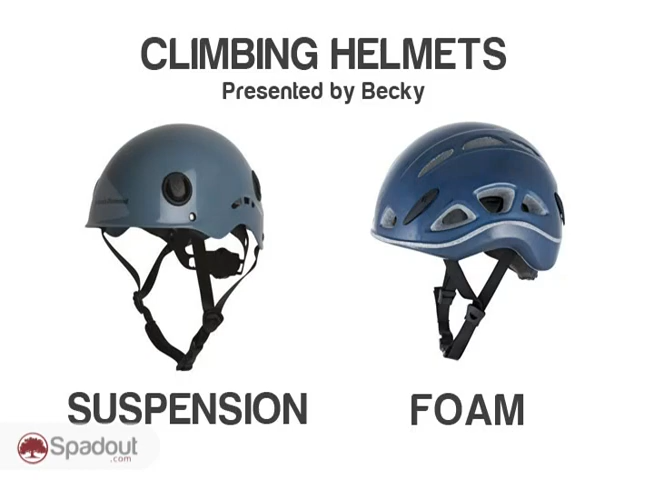 CLIMBING HELMETS
Presented by Becky
SUSPENSION
FOAM
Spadout
.com